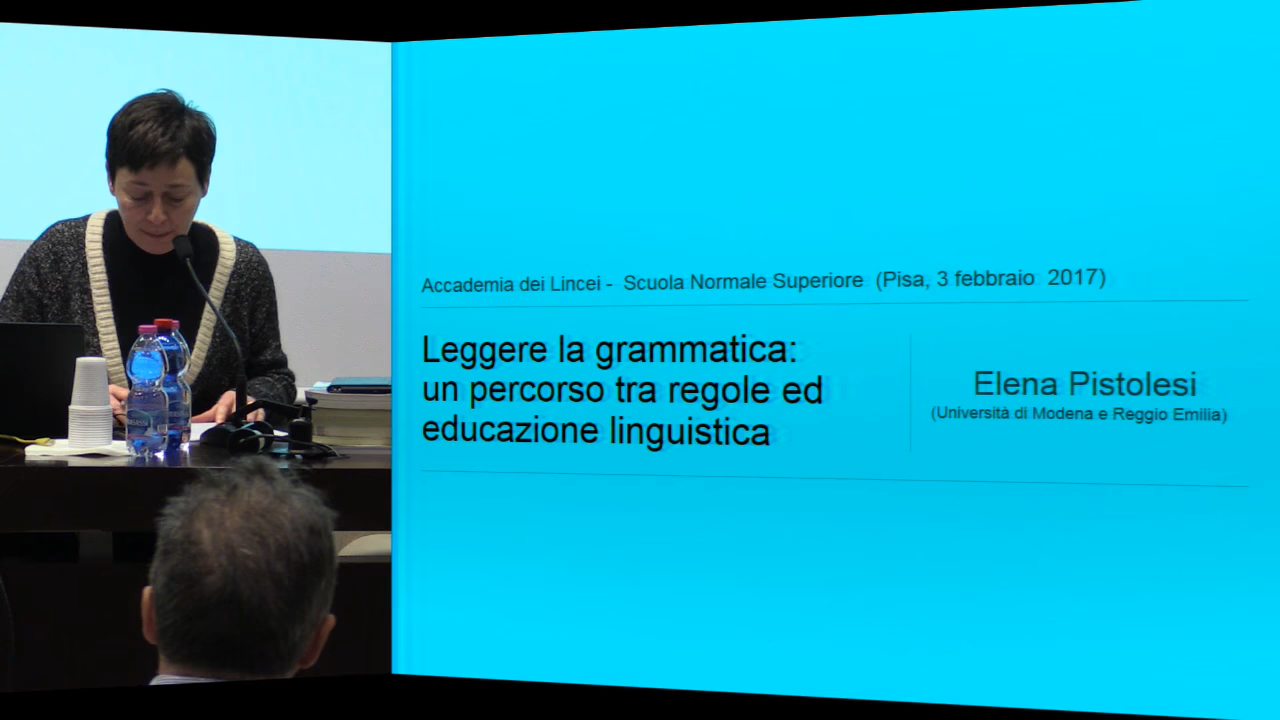 Accademia dei Lincei - Scuola Normale Superiore (Pisa, 3 febbraio 2017)
Leggere la grammatica:
un percorso tra regole ed
educazione linguistica
Elena Pistolesi
(Università di Modena e Reggio Emilia)